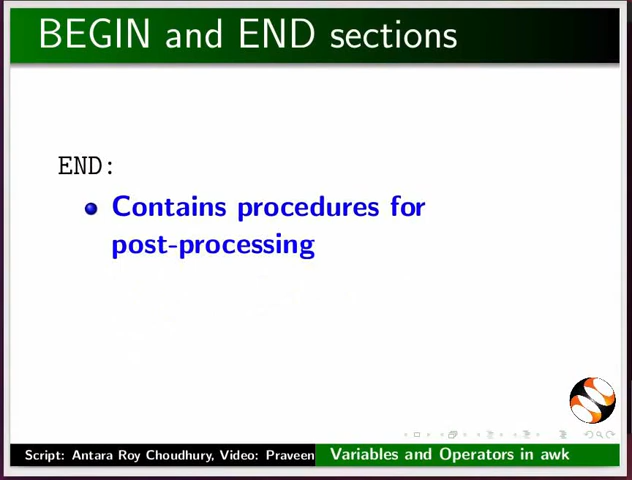 BEGIN and END sections
END:
Contains procedures for
post-processing
Script: Antara Roy Choudhury, Video: Praveen
Variables and Operators in awk